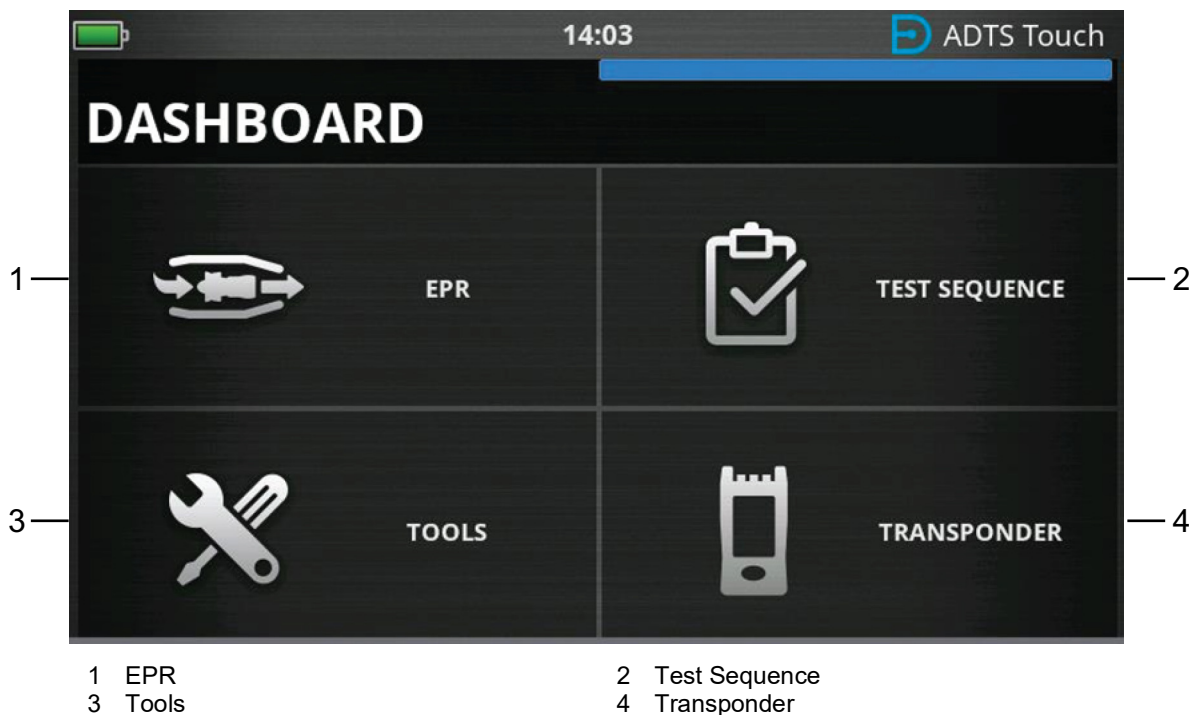 14:03 ADTS Touch
DASHBOARD
1 EPR TEST SEQUENCE 2
3 TOOLS TRANSPONDER 4
1 EPR 2 Test Sequence
3 Tools 4 Transponder